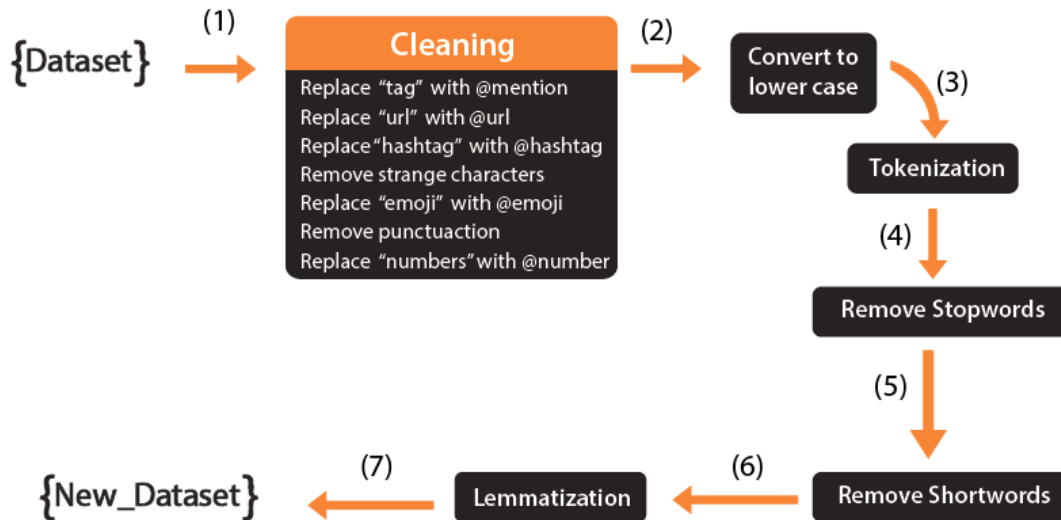 {Dataset}
(1)
Cleaning
Replace “tag” with @mention
Replace “url” with @url
Replace “hashtag” with @hashtag
Remove strange characters
Replace “emoji” with @emoji
Remove punctuaction
Replace “numbers” with @number
(2)
Convert to
lower case
(3)
Tokenization
(4)
Remove Stopwords
(5)
Remove Shortwords
(6)
Lemmatization
(7)
{New_Dataset}